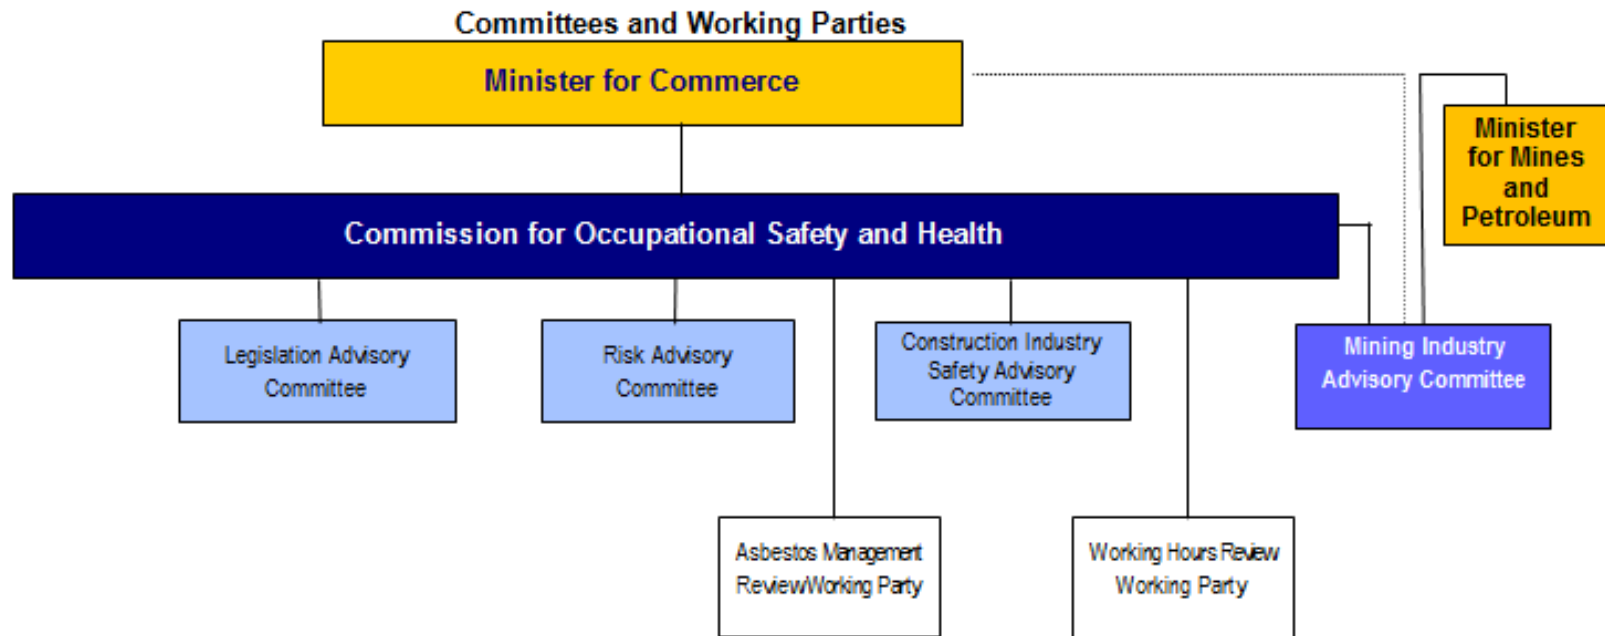 Committees and Working Parties
Minister for Commerce
Minister
for Mines
and
Petroleum
Commission for Occupational Safety and Health
Legislation Advisory
Committee
Risk Advisory
Committee
Construction Industry
Safety Advisory
Committee
Mining Industry
Advisory Committee
Asbestos Management
Review Working Party
Working Hours Review
Working Party